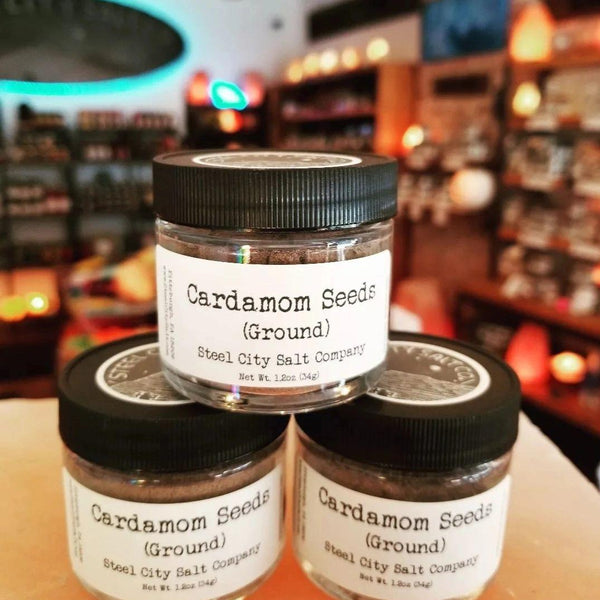 Cardamom Seeds
(Ground)
Steel City Salt Company
Net Wt. 1.2oz (34g)
Cardamom Seeds
(Ground)
Steel City Salt Company
Net Wt. 1.2oz (34g)
Cardamom Seeds
(Ground)
Steel City Salt Company
Net Wt. 1.2oz (34g)